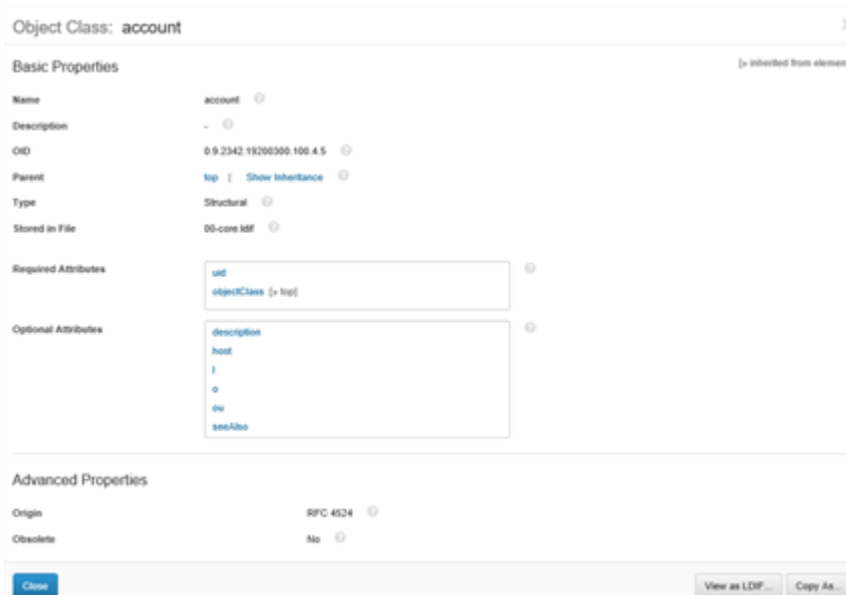 Object Class: account
Basic Properties
[» inherited from elemen
Name account
Description -
OID 0.9.2342.19200300.100.4.5
Parent top | Show Inheritance
Type Structural
Stored in File 00-core.ldif
Required Attributes
uid
objectClass [» top]
Optional Attributes
description
host
l
o
ou
seeAlso
Advanced Properties
Origin RFC 4524
Obsolete No
Close View as LDIF... Copy As...